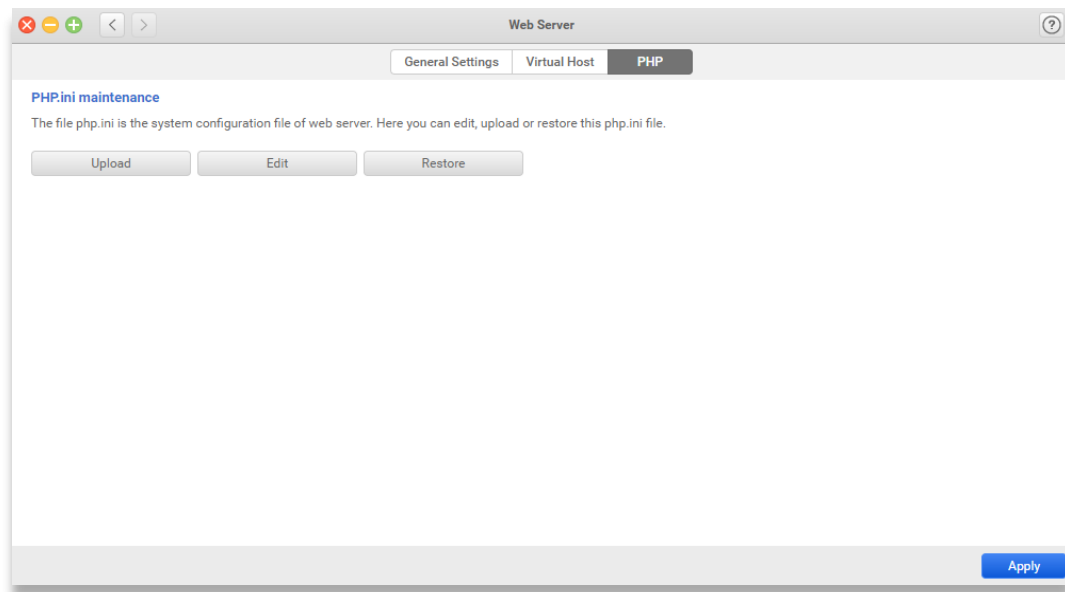 Web Server
?
General Settings
Virtual Host
PHP
PHP.ini maintenance
The file php.ini is the system configuration file of web server. Here you can edit, upload or restore this php.ini file.
Upload
Edit
Restore
Apply